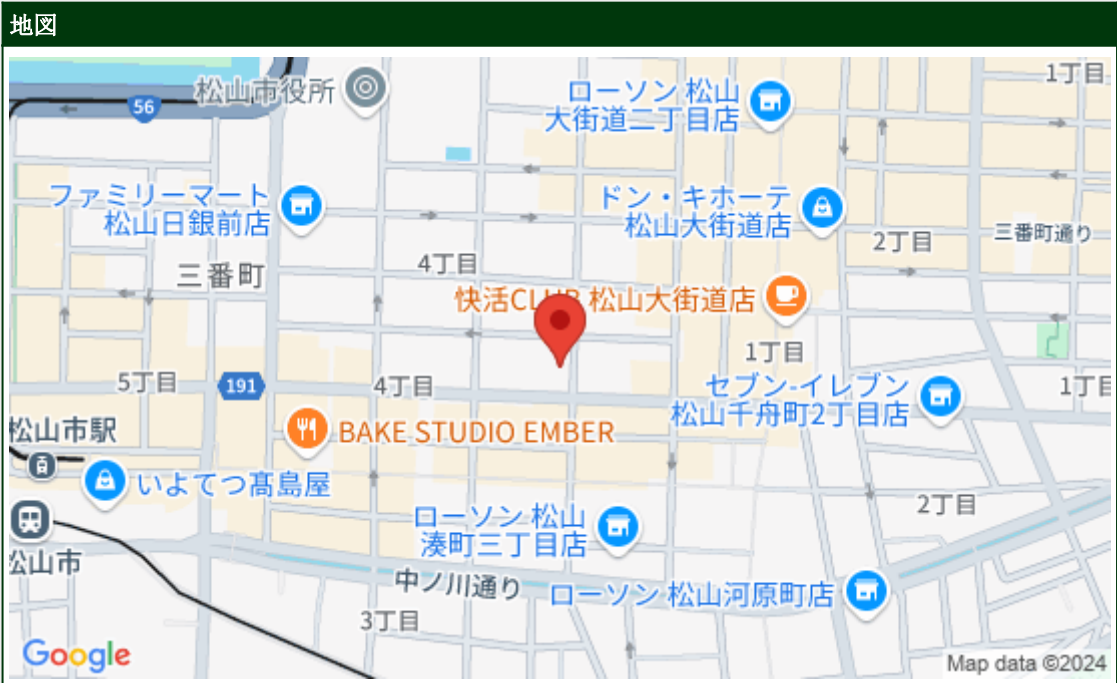 地図
1丁目
松山市役所
56
ローソン 松山
大街道二丁目店
ファミリーマート
松山日銀前店
ドン・キホーテ
松山大街道店
2丁目
三番町通り
三番町
4丁目
快活CLUB 松山大街道店
1丁目
5丁目
191
4丁目
セブン-イレブン
松山千舟町2丁目店
1丁目
松山市駅
BAKE STUDIO EMBER
いよてつ髙島屋
2丁目
ローソン 松山
湊町三丁目店
松山市
中ノ川通り
ローソン 松山河原町店
3丁目
Google
Map data ©2024